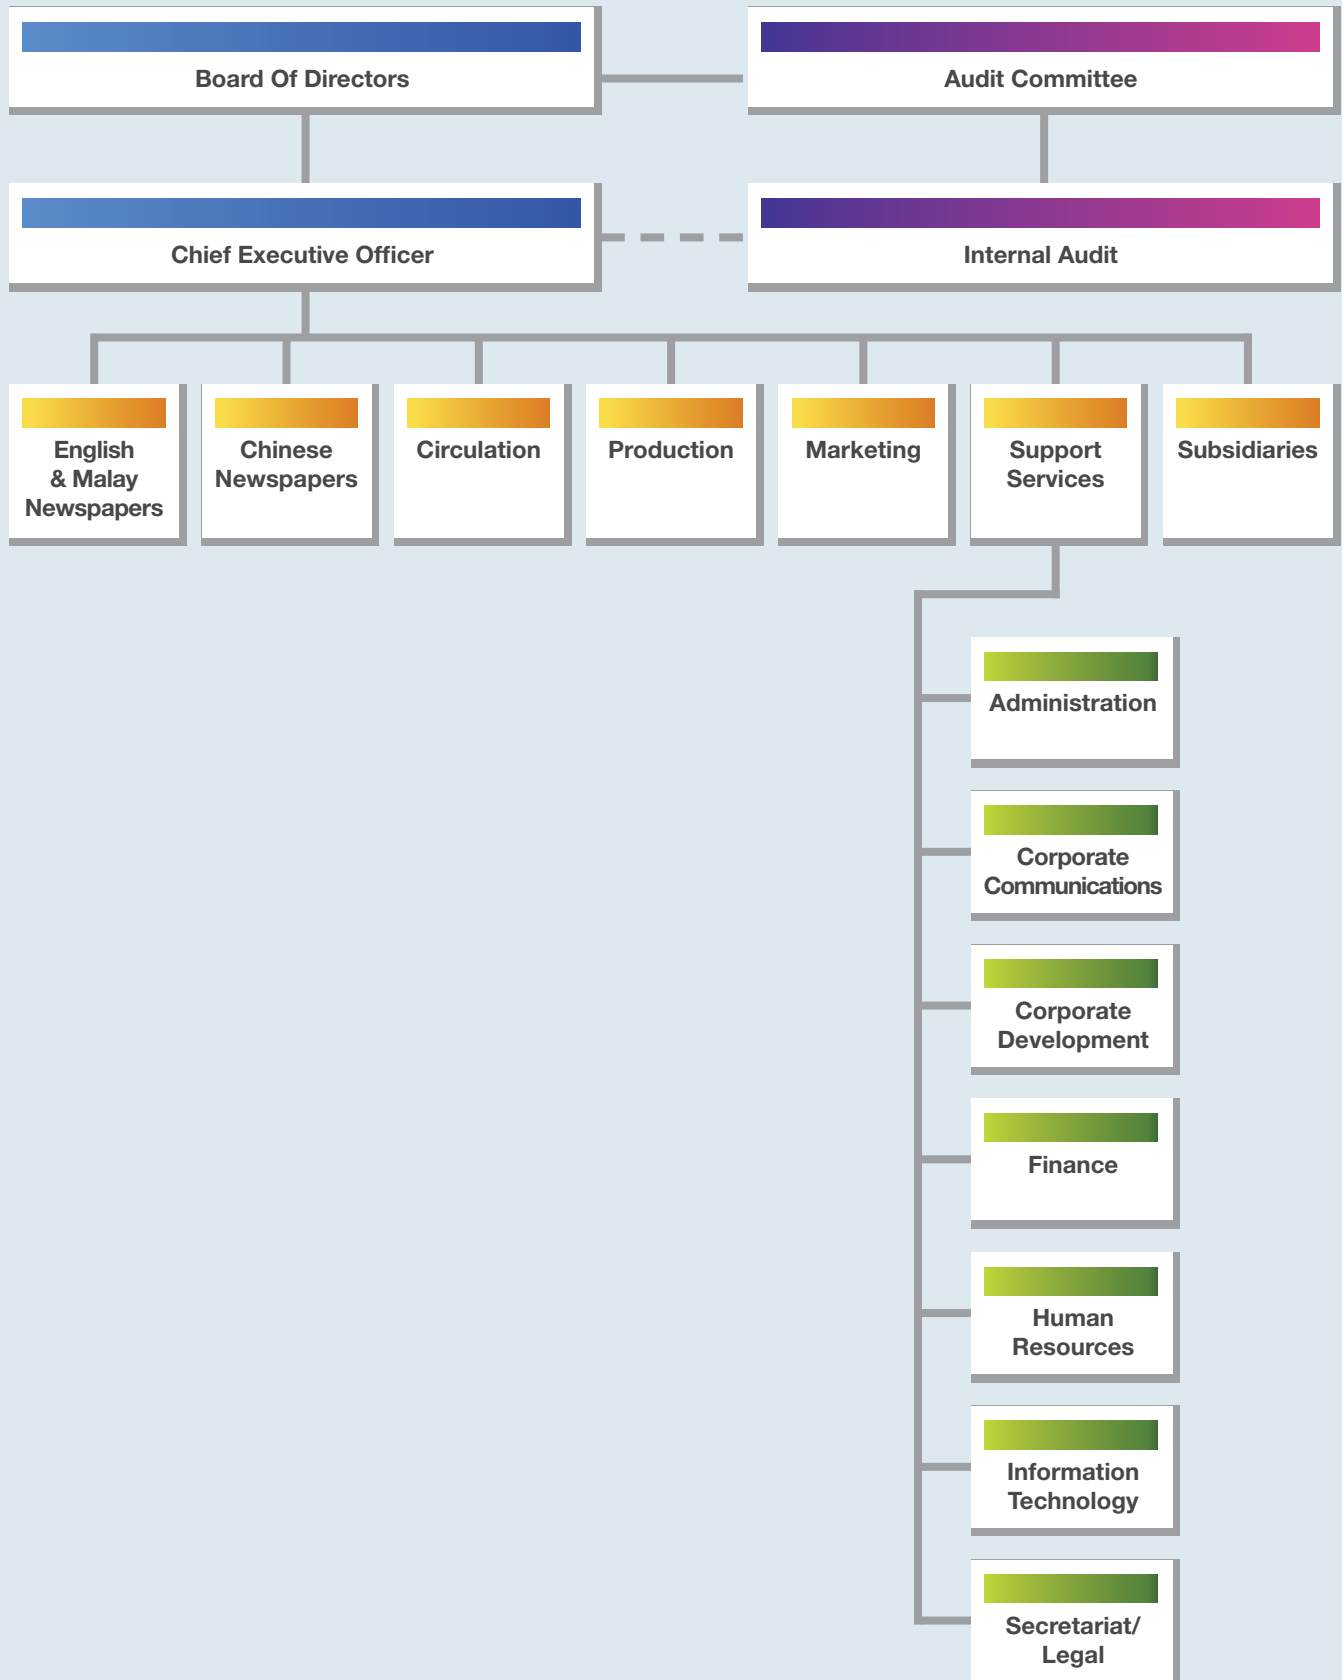 Board Of Directors
Audit Committee
Chief Executive Officer
Internal Audit
English
& Malay
Newspapers
Chinese
Newspapers
Circulation
Production
Marketing
Support
Services
Subsidiaries
Administration
Corporate
Communications
Corporate
Development
Finance
Human
Resources
Information
Technology
Secretariat/
Legal